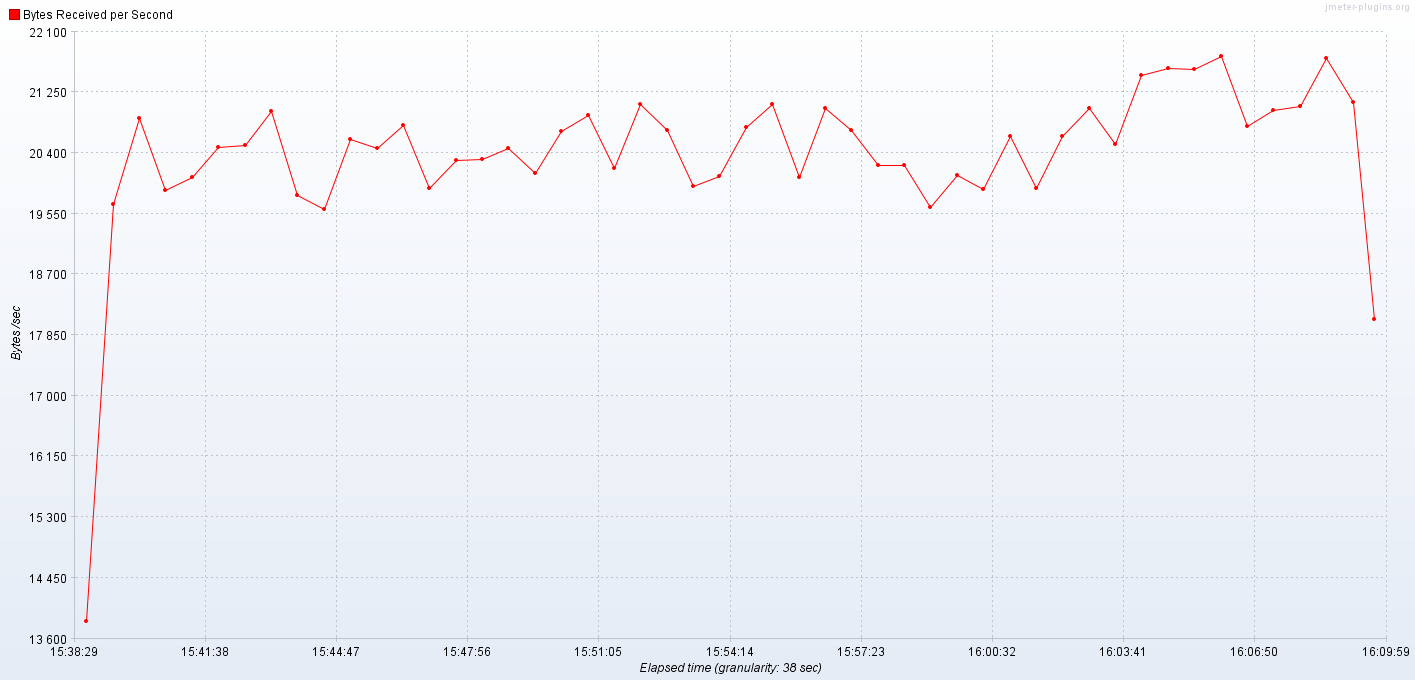 Bytes Received per Second
jmeter-plugins.org
22 100
21 250
20 400
19 550
18 700
17 850
17 000
16 150
15 300
14 450
13 600
Bytes /sec
15:38:29 15:41:38 15:44:47 15:47:56 15:51:05 15:54:14 15:57:23 16:00:32 16:03:41 16:06:50 16:09:59
Elapsed time (granularity: 38 sec)